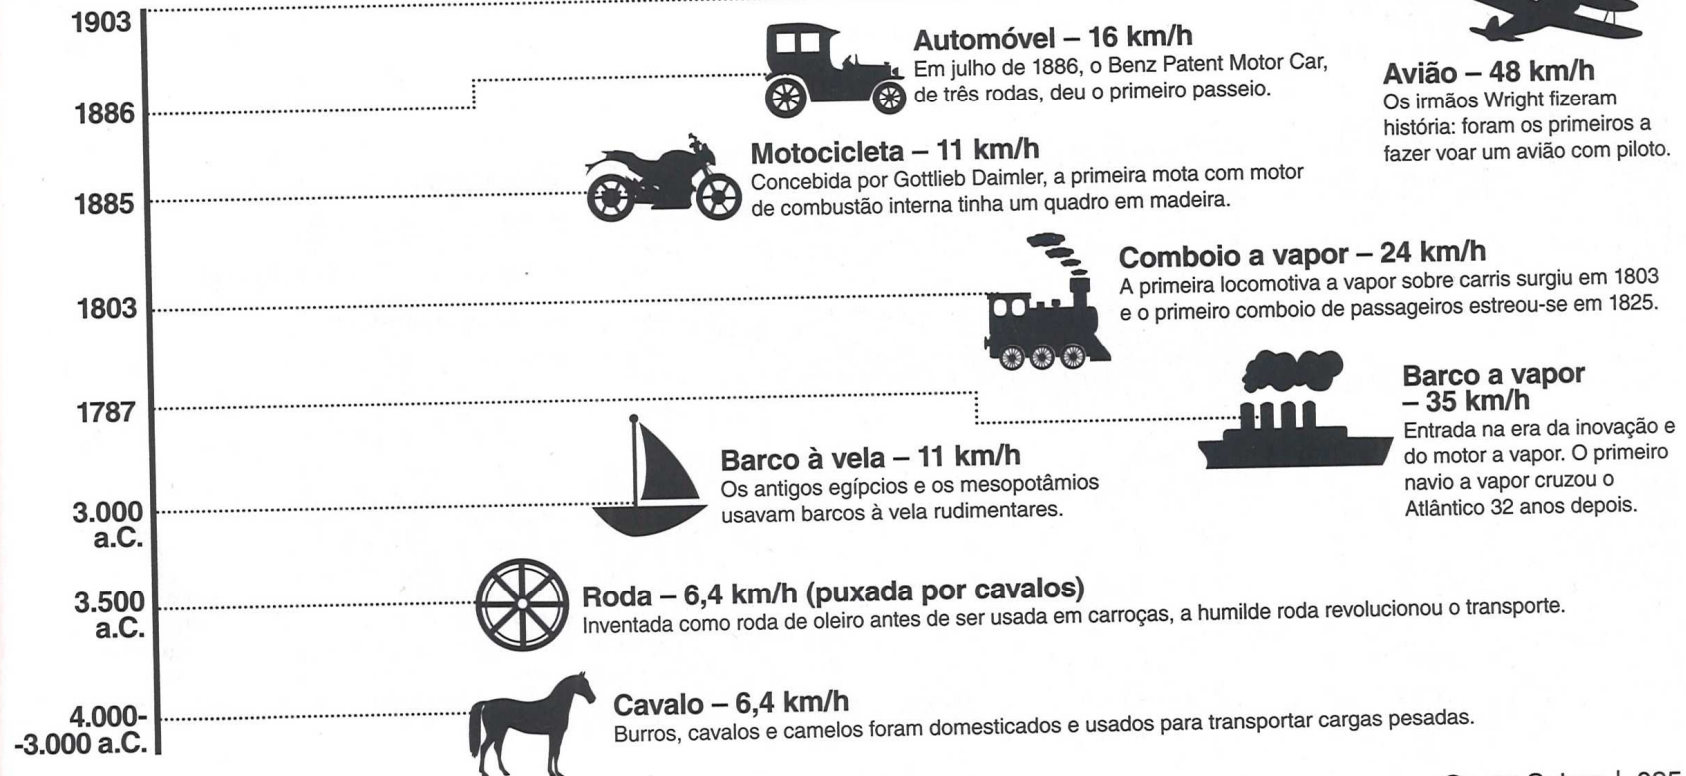 1903
Automóvel – 16 km/h
Em julho de 1886, o Benz Patent Motor Car,
de três rodas, deu o primeiro passeio.
Avião – 48 km/h
Os irmãos Wright fizeram
história: foram os primeiros a
fazer voar um avião com piloto.
1886
Motocicleta – 11 km/h
Concebida por Gottlieb Daimler, a primeira mota com motor
de combustão interna tinha um quadro em madeira.
1885
Comboio a vapor – 24 km/h
A primeira locomotiva a vapor sobre carris surgiu em 1803
e o primeiro comboio de passageiros estreou-se em 1825.
1803
Barco a vapor
– 35 km/h
Entrada na era da inovação e
do motor a vapor. O primeiro
navio a vapor cruzou o
Atlântico 32 anos depois.
1787
Barco à vela – 11 km/h
Os antigos egípcios e os mesopotâmios
usavam barcos à vela rudimentares.
3.000
a.C.
Roda – 6,4 km/h (puxada por cavalos)
Inventada como roda de oleiro antes de ser usada em carroças, a humilde roda revolucionou o transporte.
3.500
a.C.
Cavalo – 6,4 km/h
Burros, cavalos e camelos foram domesticados e usados para transportar cargas pesadas.
4.000-
-3.000 a.C.